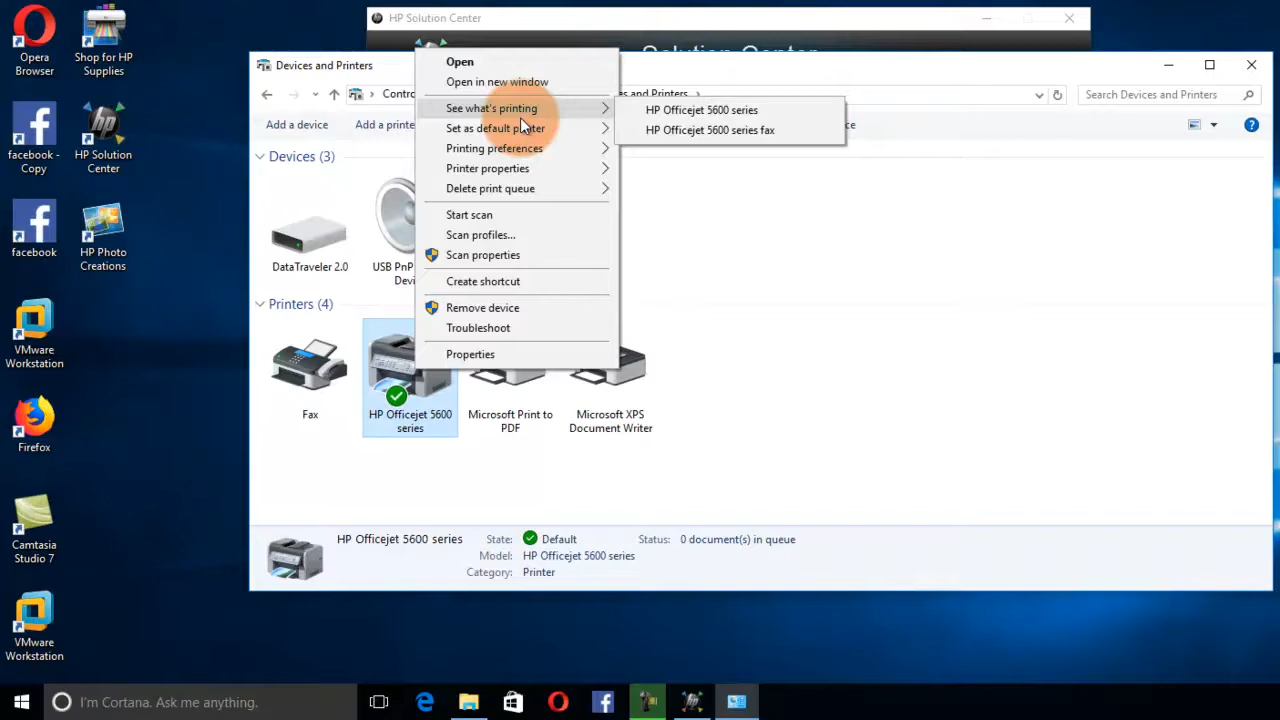 HP Solution Center
Opera
Browser
Shop for HP
Supplies
facebook -
Copy
HP Solution
Center
facebook
HP Photo
Creations
VMware
Workstation
Firefox
Camtasia
Studio 7
VMware
Workstation
Devices and Printers
Contro
es and Printers
Search Devices and Printers
Add a device
Add a printe
ce
Devices (3)
DataTraveler 2.0
USB PnP
Devi
Printers (4)
Fax
HP Officejet 5600
series
Microsoft Print to
PDF
Microsoft XPS
Document Writer
Open
Open in new window
See what's printing
Set as default printer
Printing preferences
Printer properties
Delete print queue
Start scan
Scan profiles...
Scan properties
Create shortcut
Remove device
Troubleshoot
Properties
HP Officejet 5600 series
HP Officejet 5600 series fax
HP Officejet 5600 series
State: Default
Status: 0 document(s) in queue
Model: HP Officejet 5600 series
Category: Printer
I'm Cortana. Ask me anything.